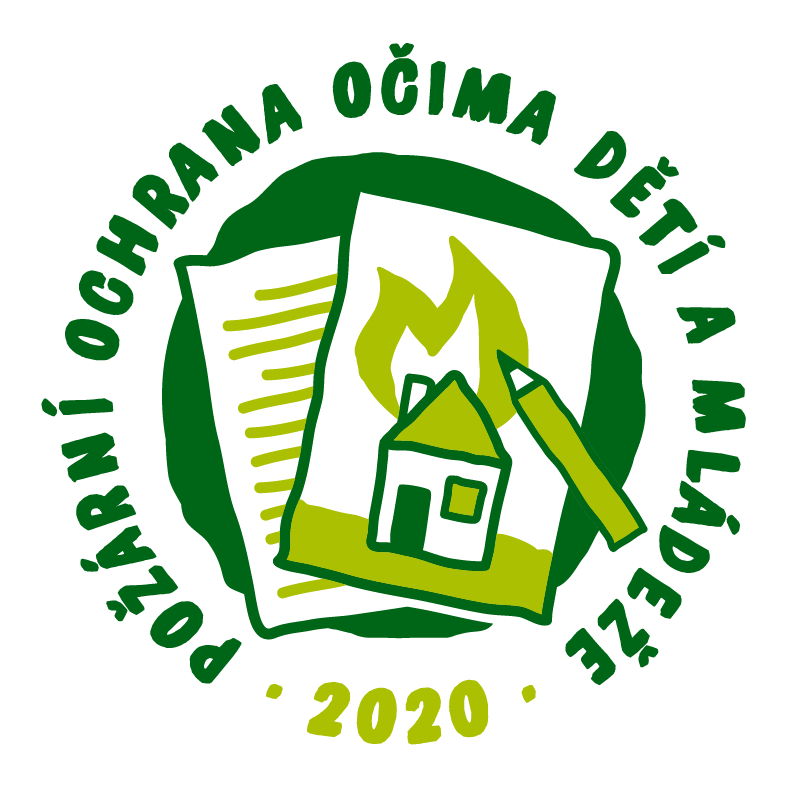 POŽÁRNÍ OCHRANA OČIMA DĚTÍ A MLÁDEŽE
· 2020 ·